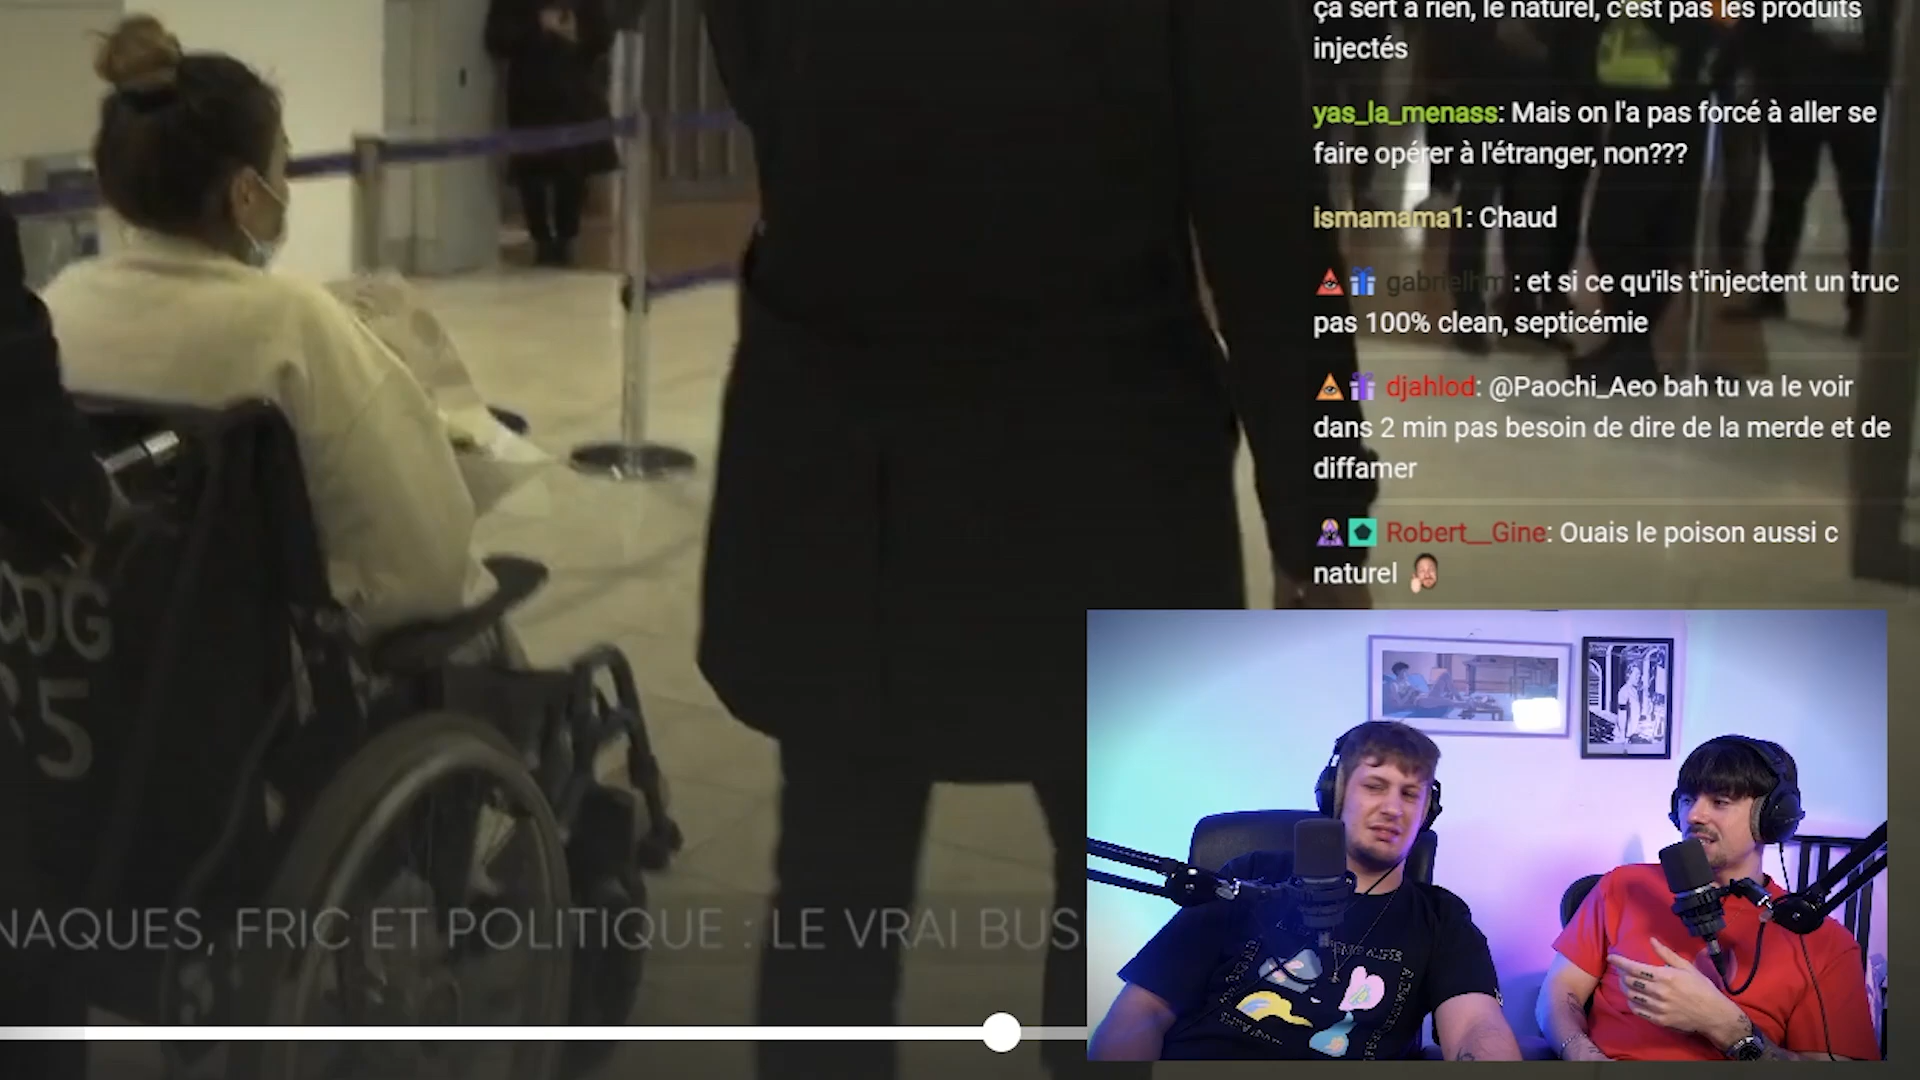 ça sert à rien, le naturel, c'est pas les produits
injectés
yas_la_menass: Mais on l'a pas forcé à aller se
faire opérer à l'étranger, non???
ismamama1: Chaud
gabrielhmi: et si ce qu'ils t'injectent un truc
pas 100% clean, septicémie
djahlod: @Paochi_Aeo bah tu va le voir
dans 2 min pas besoin de dire de la merde et de
diffamer
Robert__Gine: Ouais le poison aussi c
naturel
CDG
5
NAQUES, FRIC ET POLITIQUE : LE VRAI BUS